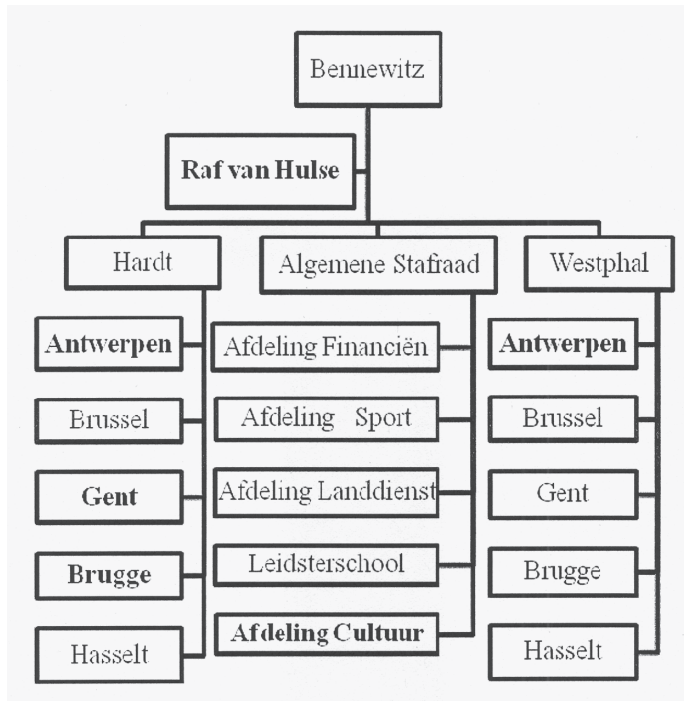 Bennewitz
Raf van Hulse
Hardt
Algemene Stafraad
Westphal
Antwerpen
Brussel
Gent
Brugge
Hasselt
Afdeling Financiën
Afdeling Sport
Afdeling Landdienst
Leidsterschool
Afdeling Cultuur
Antwerpen
Brussel
Gent
Brugge
Hasselt